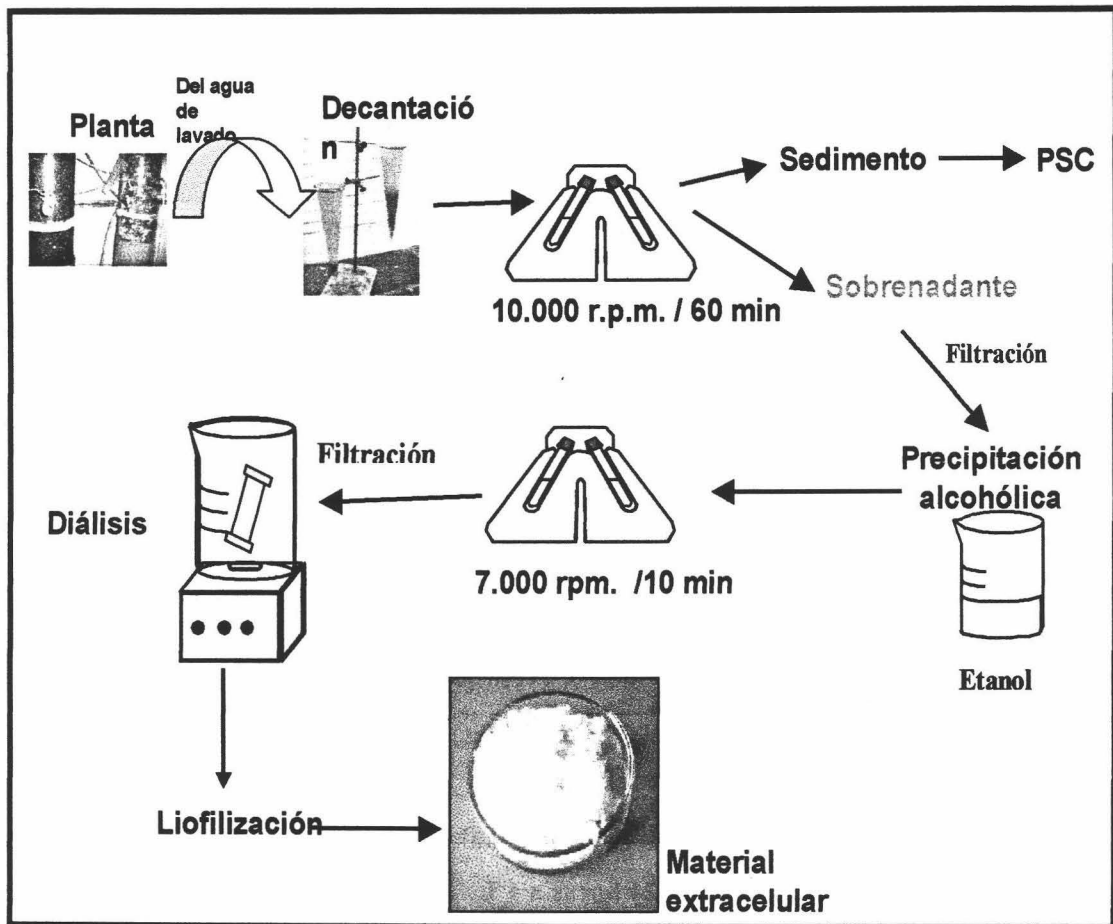 Del agua
de
lavado
Planta
Decantació
n
Sedimento
PSC
Sobrenadante
10.000 r.p.m. / 60 min
Filtración
Precipitación
alcohólica
Etanol
7.000 rpm. /10 min
Filtración
Diálisis
Liofilización
Material
extracelular